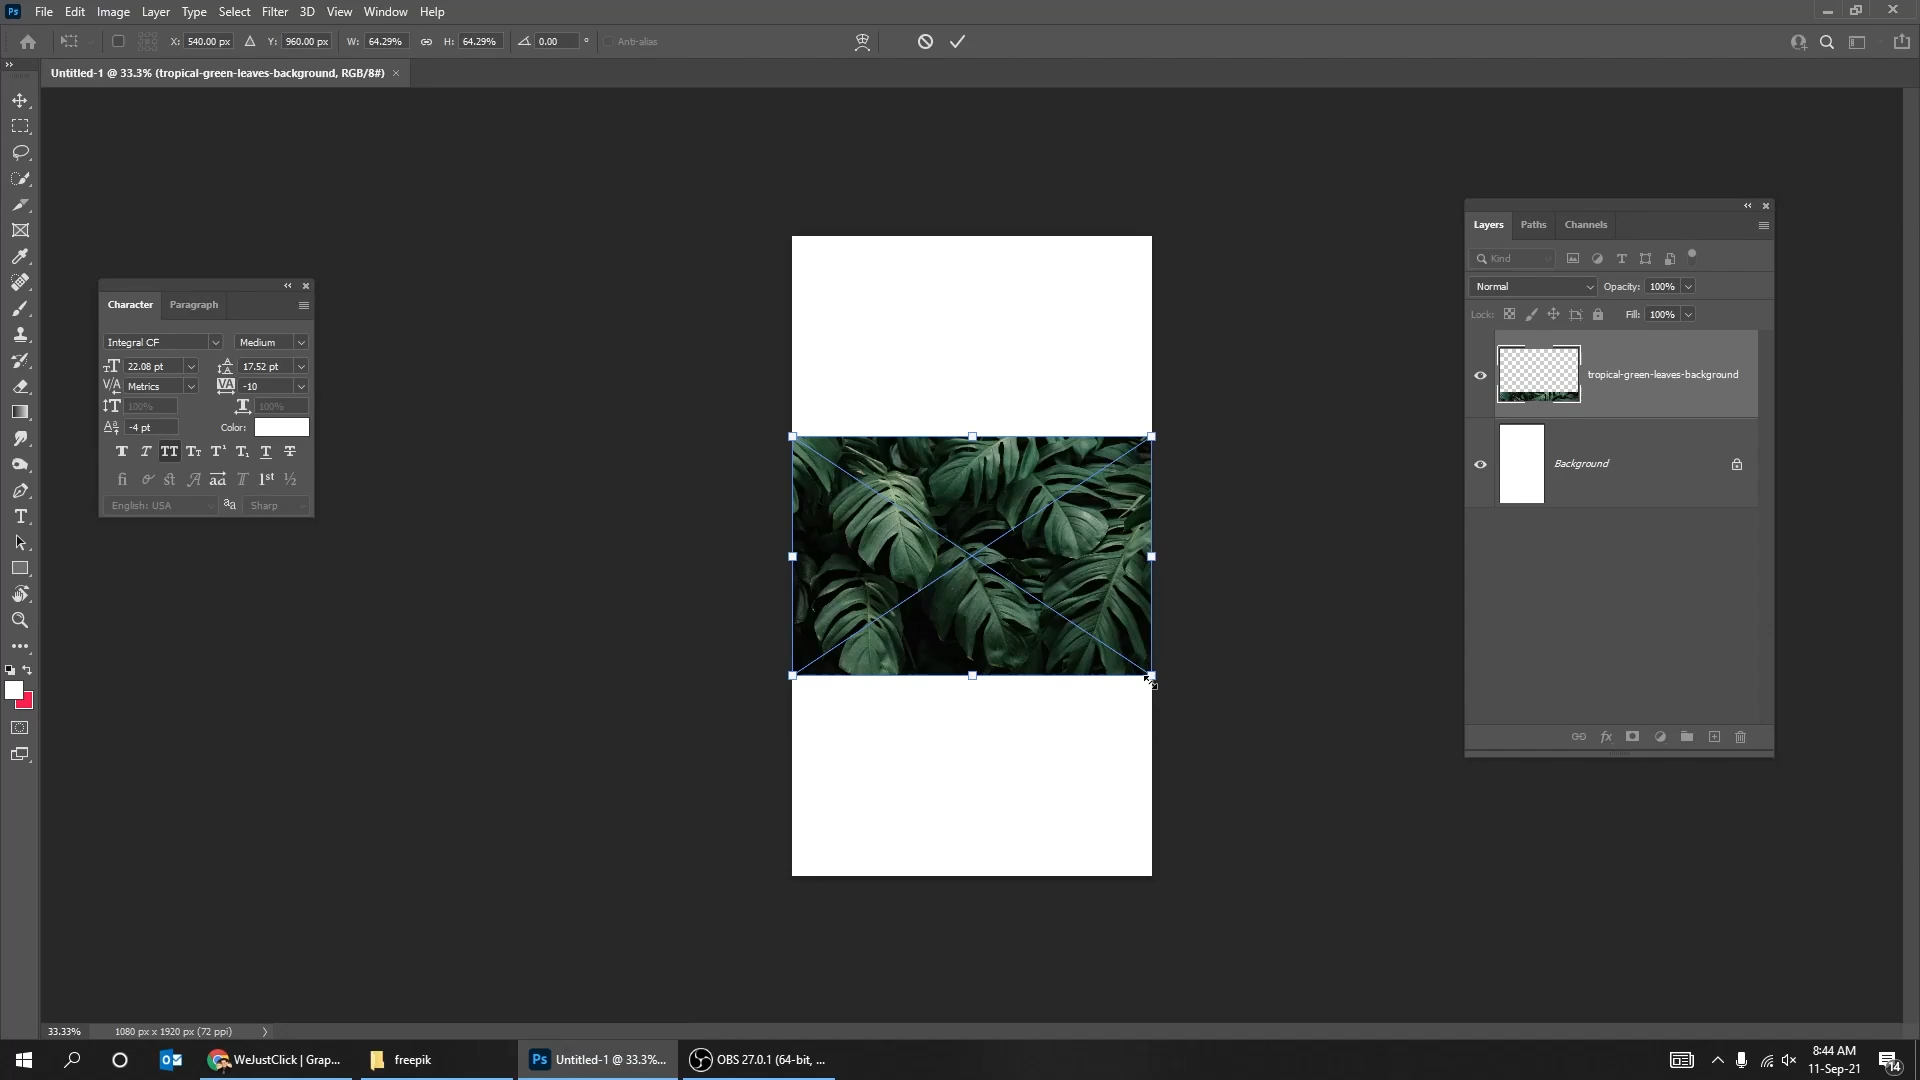 Ps File Edit Image Layer Type Select Filter 3D View Window Help
X: 540.00 px Y: 960.00 px W: 64.29% H: 64.29% 0.00 ° Anti-alias
Untitled-1 @ 33.3% (tropical-green-leaves-background, RGB/8#) ×
Character Paragraph
Integral CF Medium
22.08 pt 17.52 pt
Metrics -10
100% 100%
-4 pt Color:
English: USA Sharp
Layers Paths Channels
Kind
Normal Opacity: 100%
Lock: Fill: 100%
tropical-green-leaves-background
Background
33.33% 1080 px x 1920 px (72 ppi)
WeJustClick | Grap... freepik Ps Untitled-1 @ 33.3%... OBS 27.0.1 (64-bit, ...
8:44 AM
11-Sep-21
14